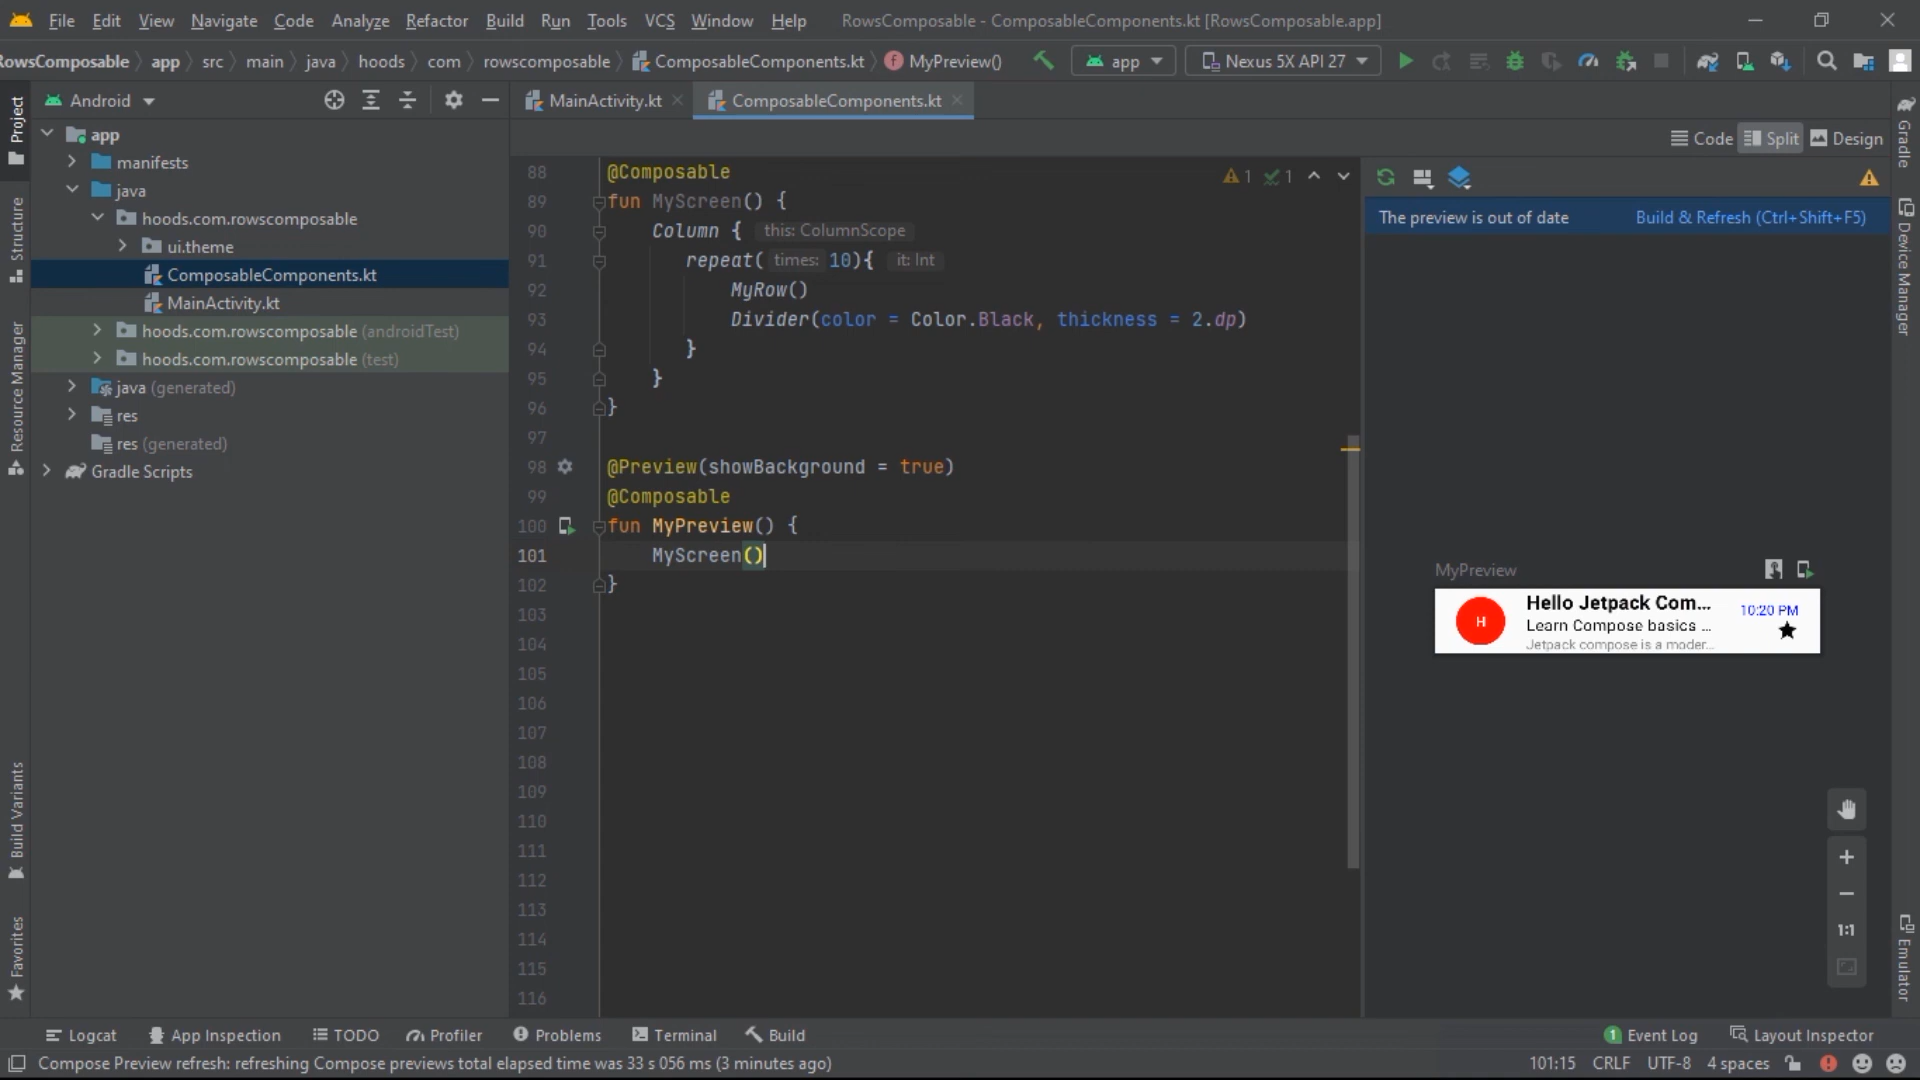 File Edit View Navigate Code Analyze Refactor Build Run Tools VCS Window Help RowsComposable - ComposableComponents.kt [RowsComposable.app]
RowsComposable app src main java hoods com rowscomposable ComposableComponents.kt MyPreview() app Nexus 5X API 27
Project
Structure
Resource Manager
Build Variants
Favorites
Android
app
manifests
java
hoods.com.rowscomposable
ui.theme
ComposableComponents.kt
MainActivity.kt
hoods.com.rowscomposable (androidTest)
hoods.com.rowscomposable (test)
java (generated)
res
res (generated)
Gradle Scripts
MainActivity.kt ComposableComponents.kt
Code Split Design
1 1
88 @Composable
89 fun MyScreen() {
90 Column { this: ColumnScope
91 repeat( times: 10){ it: Int
92 MyRow()
93 Divider(color = Color.Black, thickness = 2.dp)
94 }
95 }
96 }
97
98 @Preview(showBackground = true)
99 @Composable
100 fun MyPreview() {
101 MyScreen()
102 }
103
104
105
106
107
108
109
110
111
112
113
114
115
116
The preview is out of date Build & Refresh (Ctrl+Shift+F5)
MyPreview
H
Hello Jetpack Com...
Learn Compose basics ...
Jetpack compose is a moder...
10:20 PM
1:1
Gradle
Device Manager
Emulator
Logcat App Inspection TODO Profiler Problems Terminal Build 1 Event Log Layout Inspector
Compose Preview refresh: refreshing Compose previews total elapsed time was 33 s 056 ms (3 minutes ago) 101:15 CRLF UTF-8 4 spaces